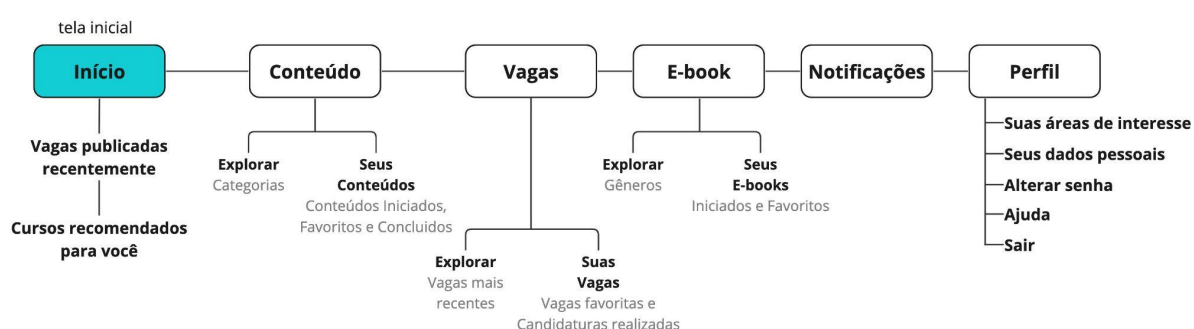 tela inicial
Início
Conteúdo
Vagas
E-book
Notificações
Perfil
Vagas publicadas
recentemente
Cursos recomendados
para você
Explorar
Categorias
Seus
Conteúdos
Conteúdos Iniciados,
Favoritos e Concluidos
Explorar
Vagas mais
recentes
Suas
Vagas
Vagas favoritas e
Candidaturas realizadas
Explorar
Gêneros
Seus
E-books
Iniciados e Favoritos
Suas áreas de interesse
Seus dados pessoais
Alterar senha
Ajuda
Sair